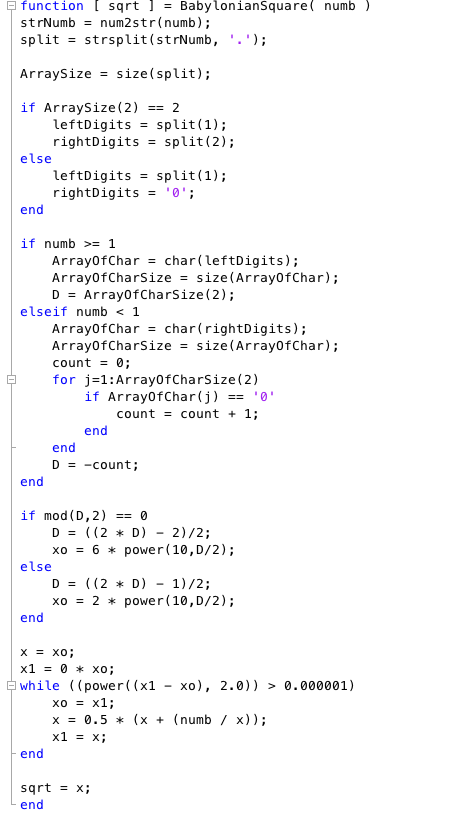 function [ sqrt ] = BabylonianSquare( numb )
strNumb = num2str(numb);
split = strsplit(strNumb, '.');
ArraySize = size(split);
if ArraySize(2) == 2
    leftDigits = split(1);
    rightDigits = split(2);
else
    leftDigits = split(1);
    rightDigits = '0';
end
if numb >= 1
    ArrayOfChar = char(leftDigits);
    ArrayOfCharSize = size(ArrayOfChar);
    D = ArrayOfCharSize(2);
elseif numb < 1
    ArrayOfChar = char(rightDigits);
    ArrayOfCharSize = size(ArrayOfChar);
    count = 0;
    for j=1:ArrayOfCharSize(2)
        if ArrayOfChar(j) == '0'
            count = count + 1;
        end
    end
    D = -count;
end
if mod(D,2) == 0
    D = ((2 * D) - 2)/2;
    xo = 6 * power(10,D/2);
else
    D = ((2 * D) - 1)/2;
    xo = 2 * power(10,D/2);
end
x = xo;
x1 = 0 * xo;
while ((power((x1 - xo), 2.0)) > 0.000001)
    xo = x1;
    x = 0.5 * (x + (numb / x));
    x1 = x;
end
sqrt = x;
end